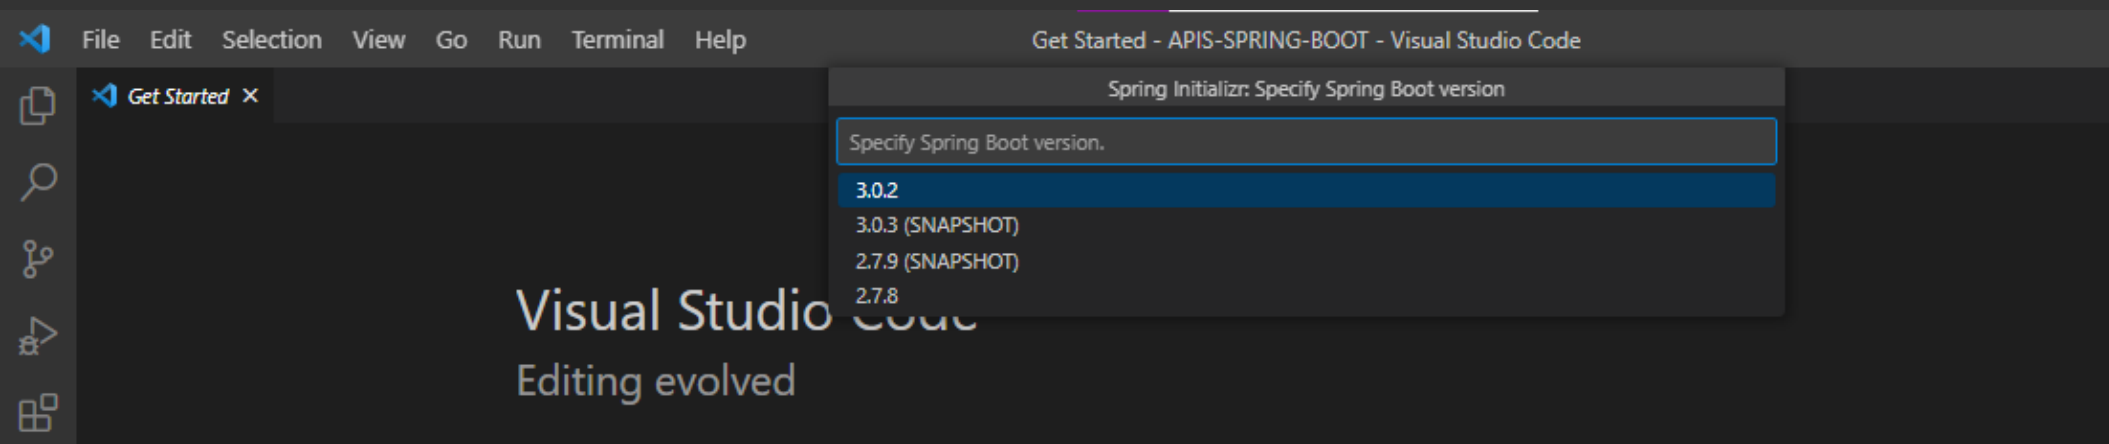 File Edit Selection View Go Run Terminal Help
Get Started - APIS-SPRING-BOOT - Visual Studio Code
Get Started
Spring Initializr: Specify Spring Boot version
Specify Spring Boot version.
3.0.2
3.0.3 (SNAPSHOT)
2.7.9 (SNAPSHOT)
2.7.8
Visual Studio Code
Editing evolved